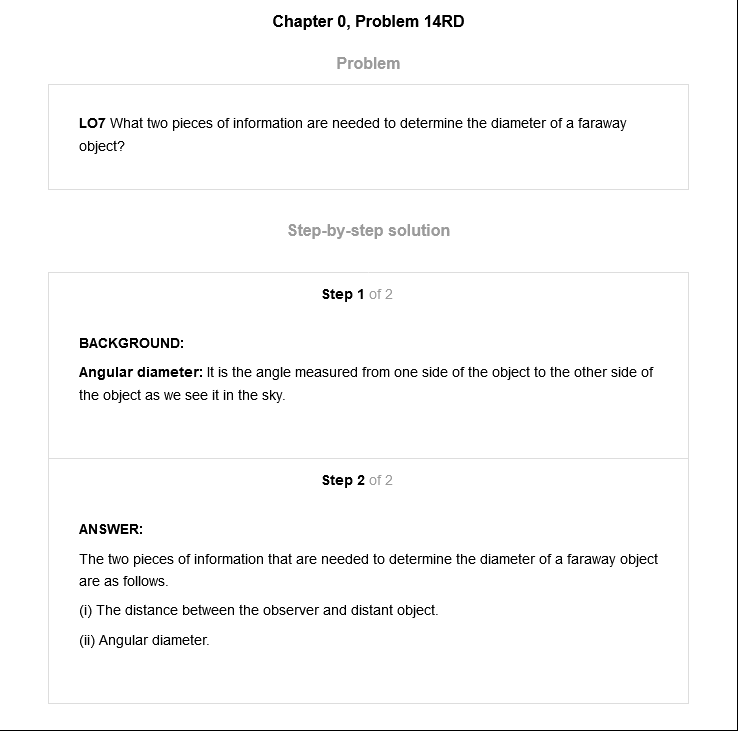 Chapter 0, Problem 14RD
Problem
LO7 What two pieces of information are needed to determine the diameter of a faraway
object?
Step-by-step solution
Step 1 of 2
BACKGROUND:
Angular diameter: It is the angle measured from one side of the object to the other side of
the object as we see it in the sky.
Step 2 of 2
ANSWER:
The two pieces of information that are needed to determine the diameter of a faraway object
are as follows.
(i) The distance between the observer and distant object.
(ii) Angular diameter.